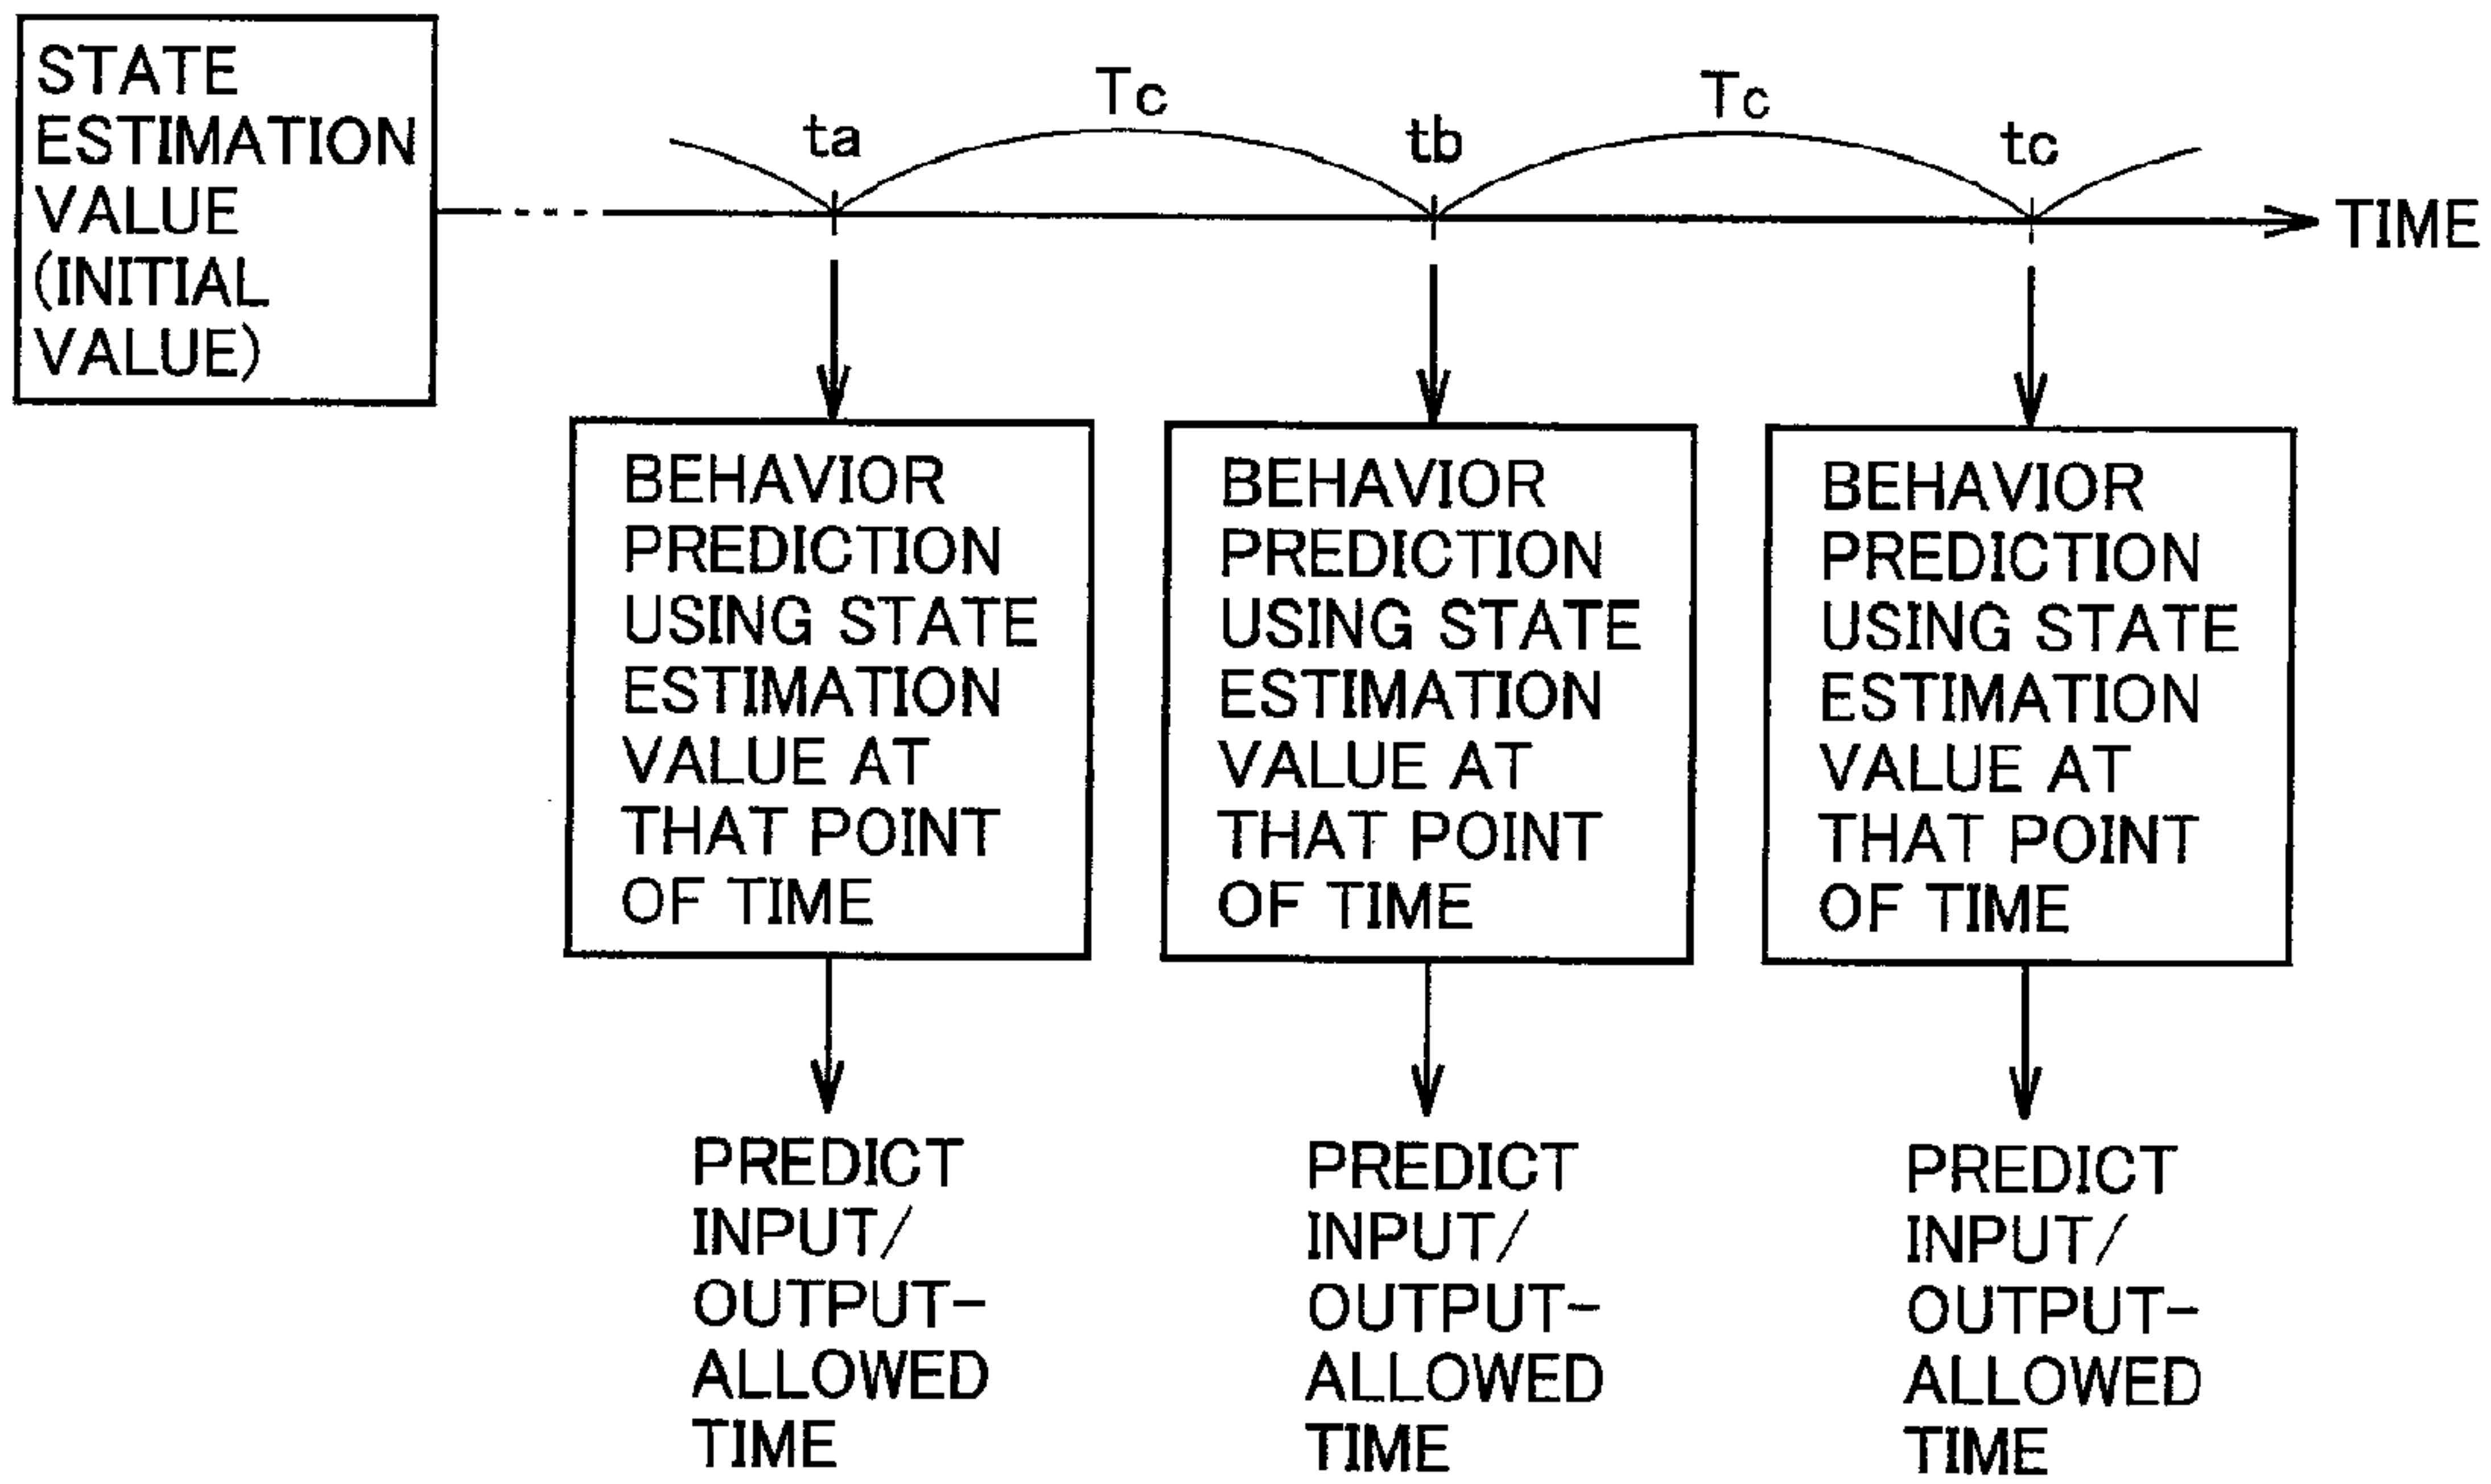 STATE
ESTIMATION
VALUE
(INITIAL
VALUE)
Tc
Tc
ta
tb
tc
TIME
BEHAVIOR
PREDICTION
USING STATE
ESTIMATION
VALUE AT
THAT POINT
OF TIME
BEHAVIOR
PREDICTION
USING STATE
ESTIMATION
VALUE AT
THAT POINT
OF TIME
BEHAVIOR
PREDICTION
USING STATE
ESTIMATION
VALUE AT
THAT POINT
OF TIME
PREDICT
INPUT/
OUTPUT-
ALLOWED
TIME
PREDICT
INPUT/
OUTPUT-
ALLOWED
TIME
PREDICT
INPUT/
OUTPUT-
ALLOWED
TIME